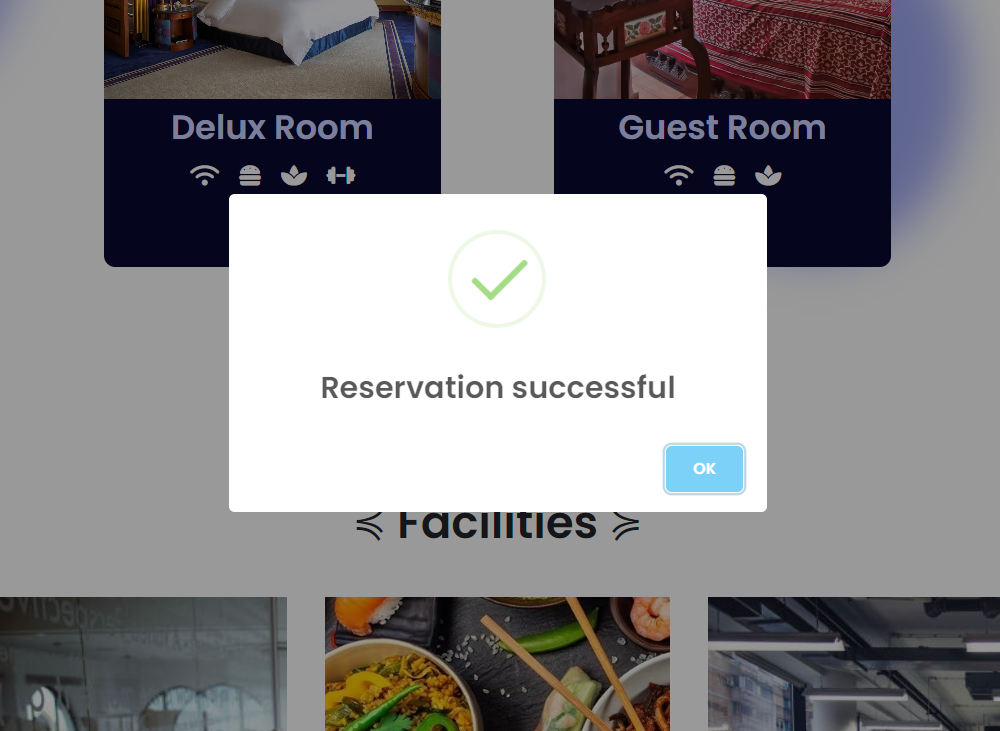 Delux Room
Guest Room
Reservation successful
OK
⪛ Facilities ⪜